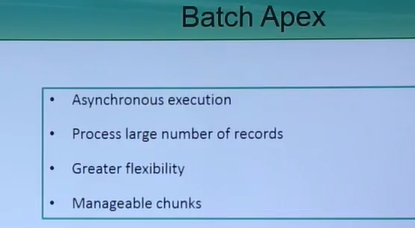 Batch Apex
• Asynchronous execution
• Process large number of records
• Greater flexibility
• Manageable chunks